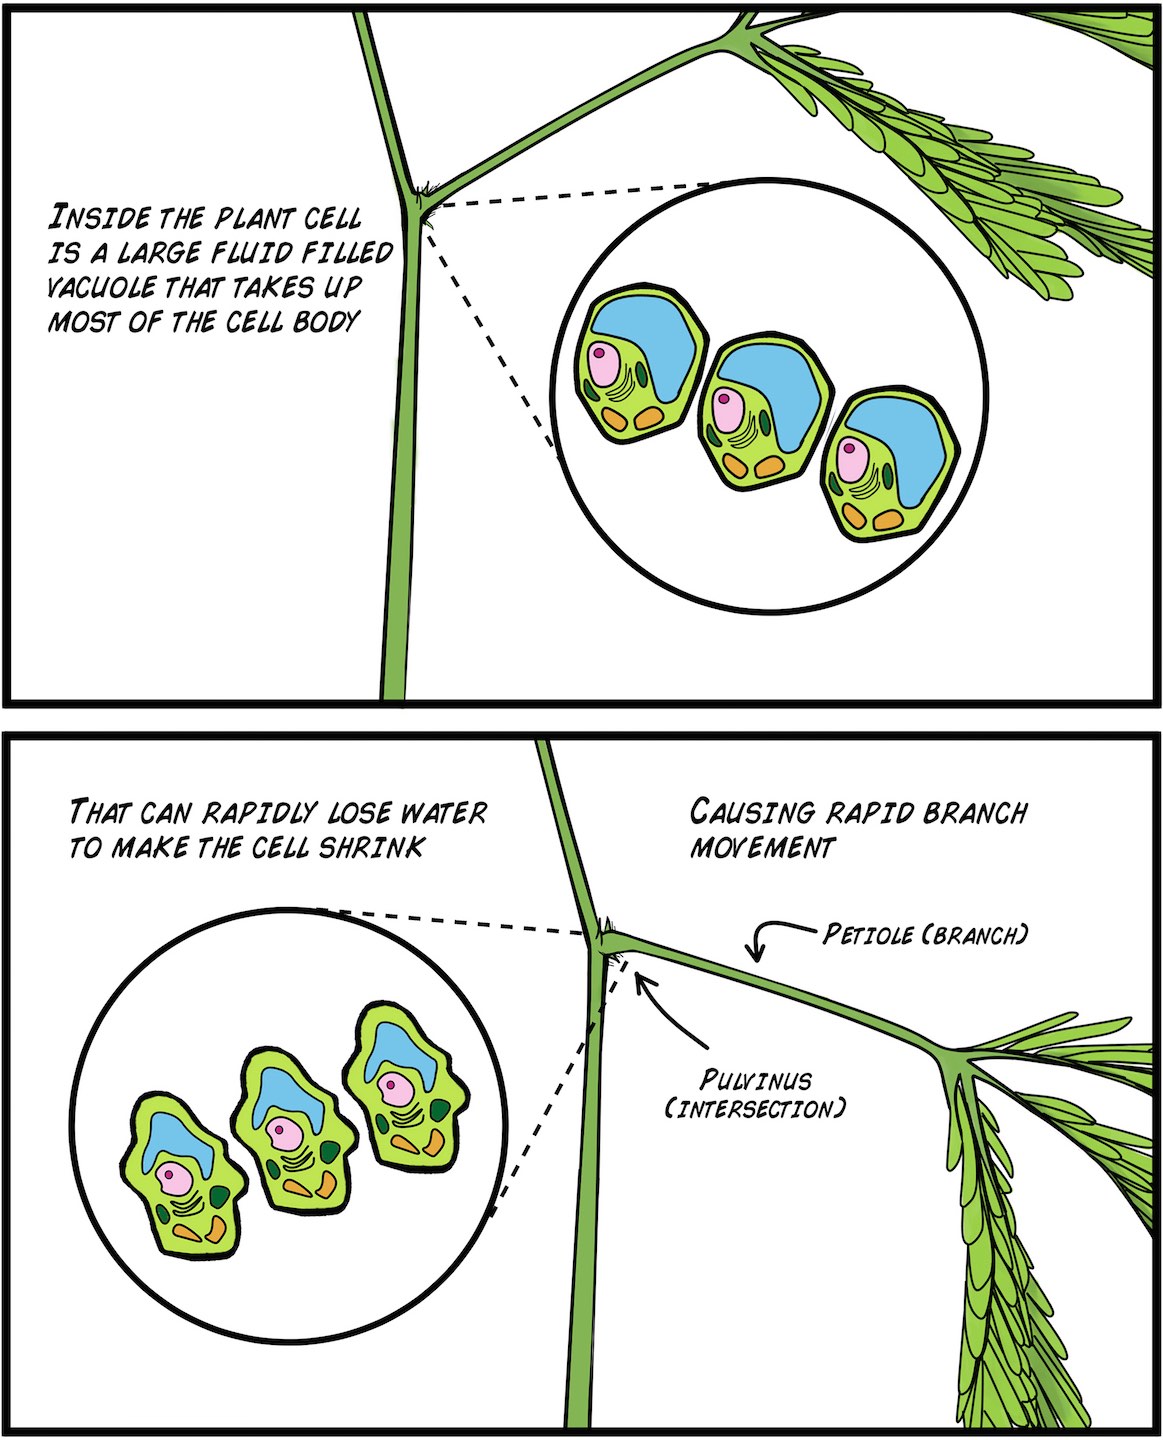 INSIDE THE PLANT CELL
IS A LARGE FLUID FILLED
VACUOLE THAT TAKES UP
MOST OF THE CELL BODY
THAT CAN RAPIDLY LOSE WATER
TO MAKE THE CELL SHRINK
CAUSING RAPID BRANCH
MOVEMENT
PETIOLE (BRANCH)
PULVINUS
(INTERSECTION)